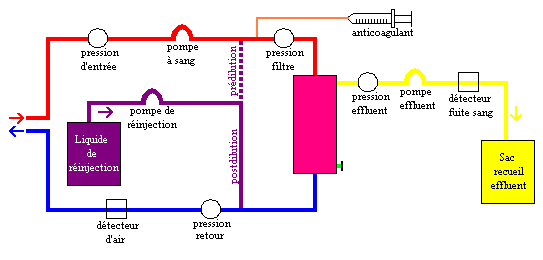 anticoagulant
pression
d'entrée
pompe
à sang
prédilution
pression
filtre
pression
effluent
pompe
effluent
détecteur
fuite sang
pompe de
réinjection
Liquide
de
réinjection
postdilution
Sac
recueil
effluent
détecteur
d'air
pression
retour